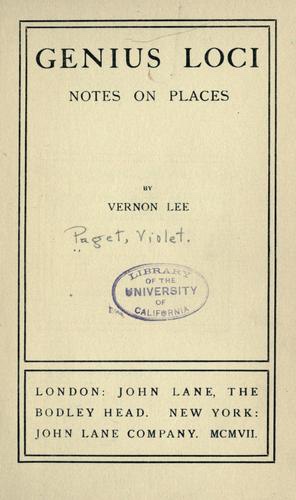 GENIUS LOCI
NOTES ON PLACES
BY
VERNON LEE
Paget, Violet.
LIBRARY
OF THE
UNIVERSITY
OF
CALIFORNIA
LONDON: JOHN LANE, THE
BODLEY HEAD. NEW YORK:
JOHN LANE COMPANY. MCMVII.